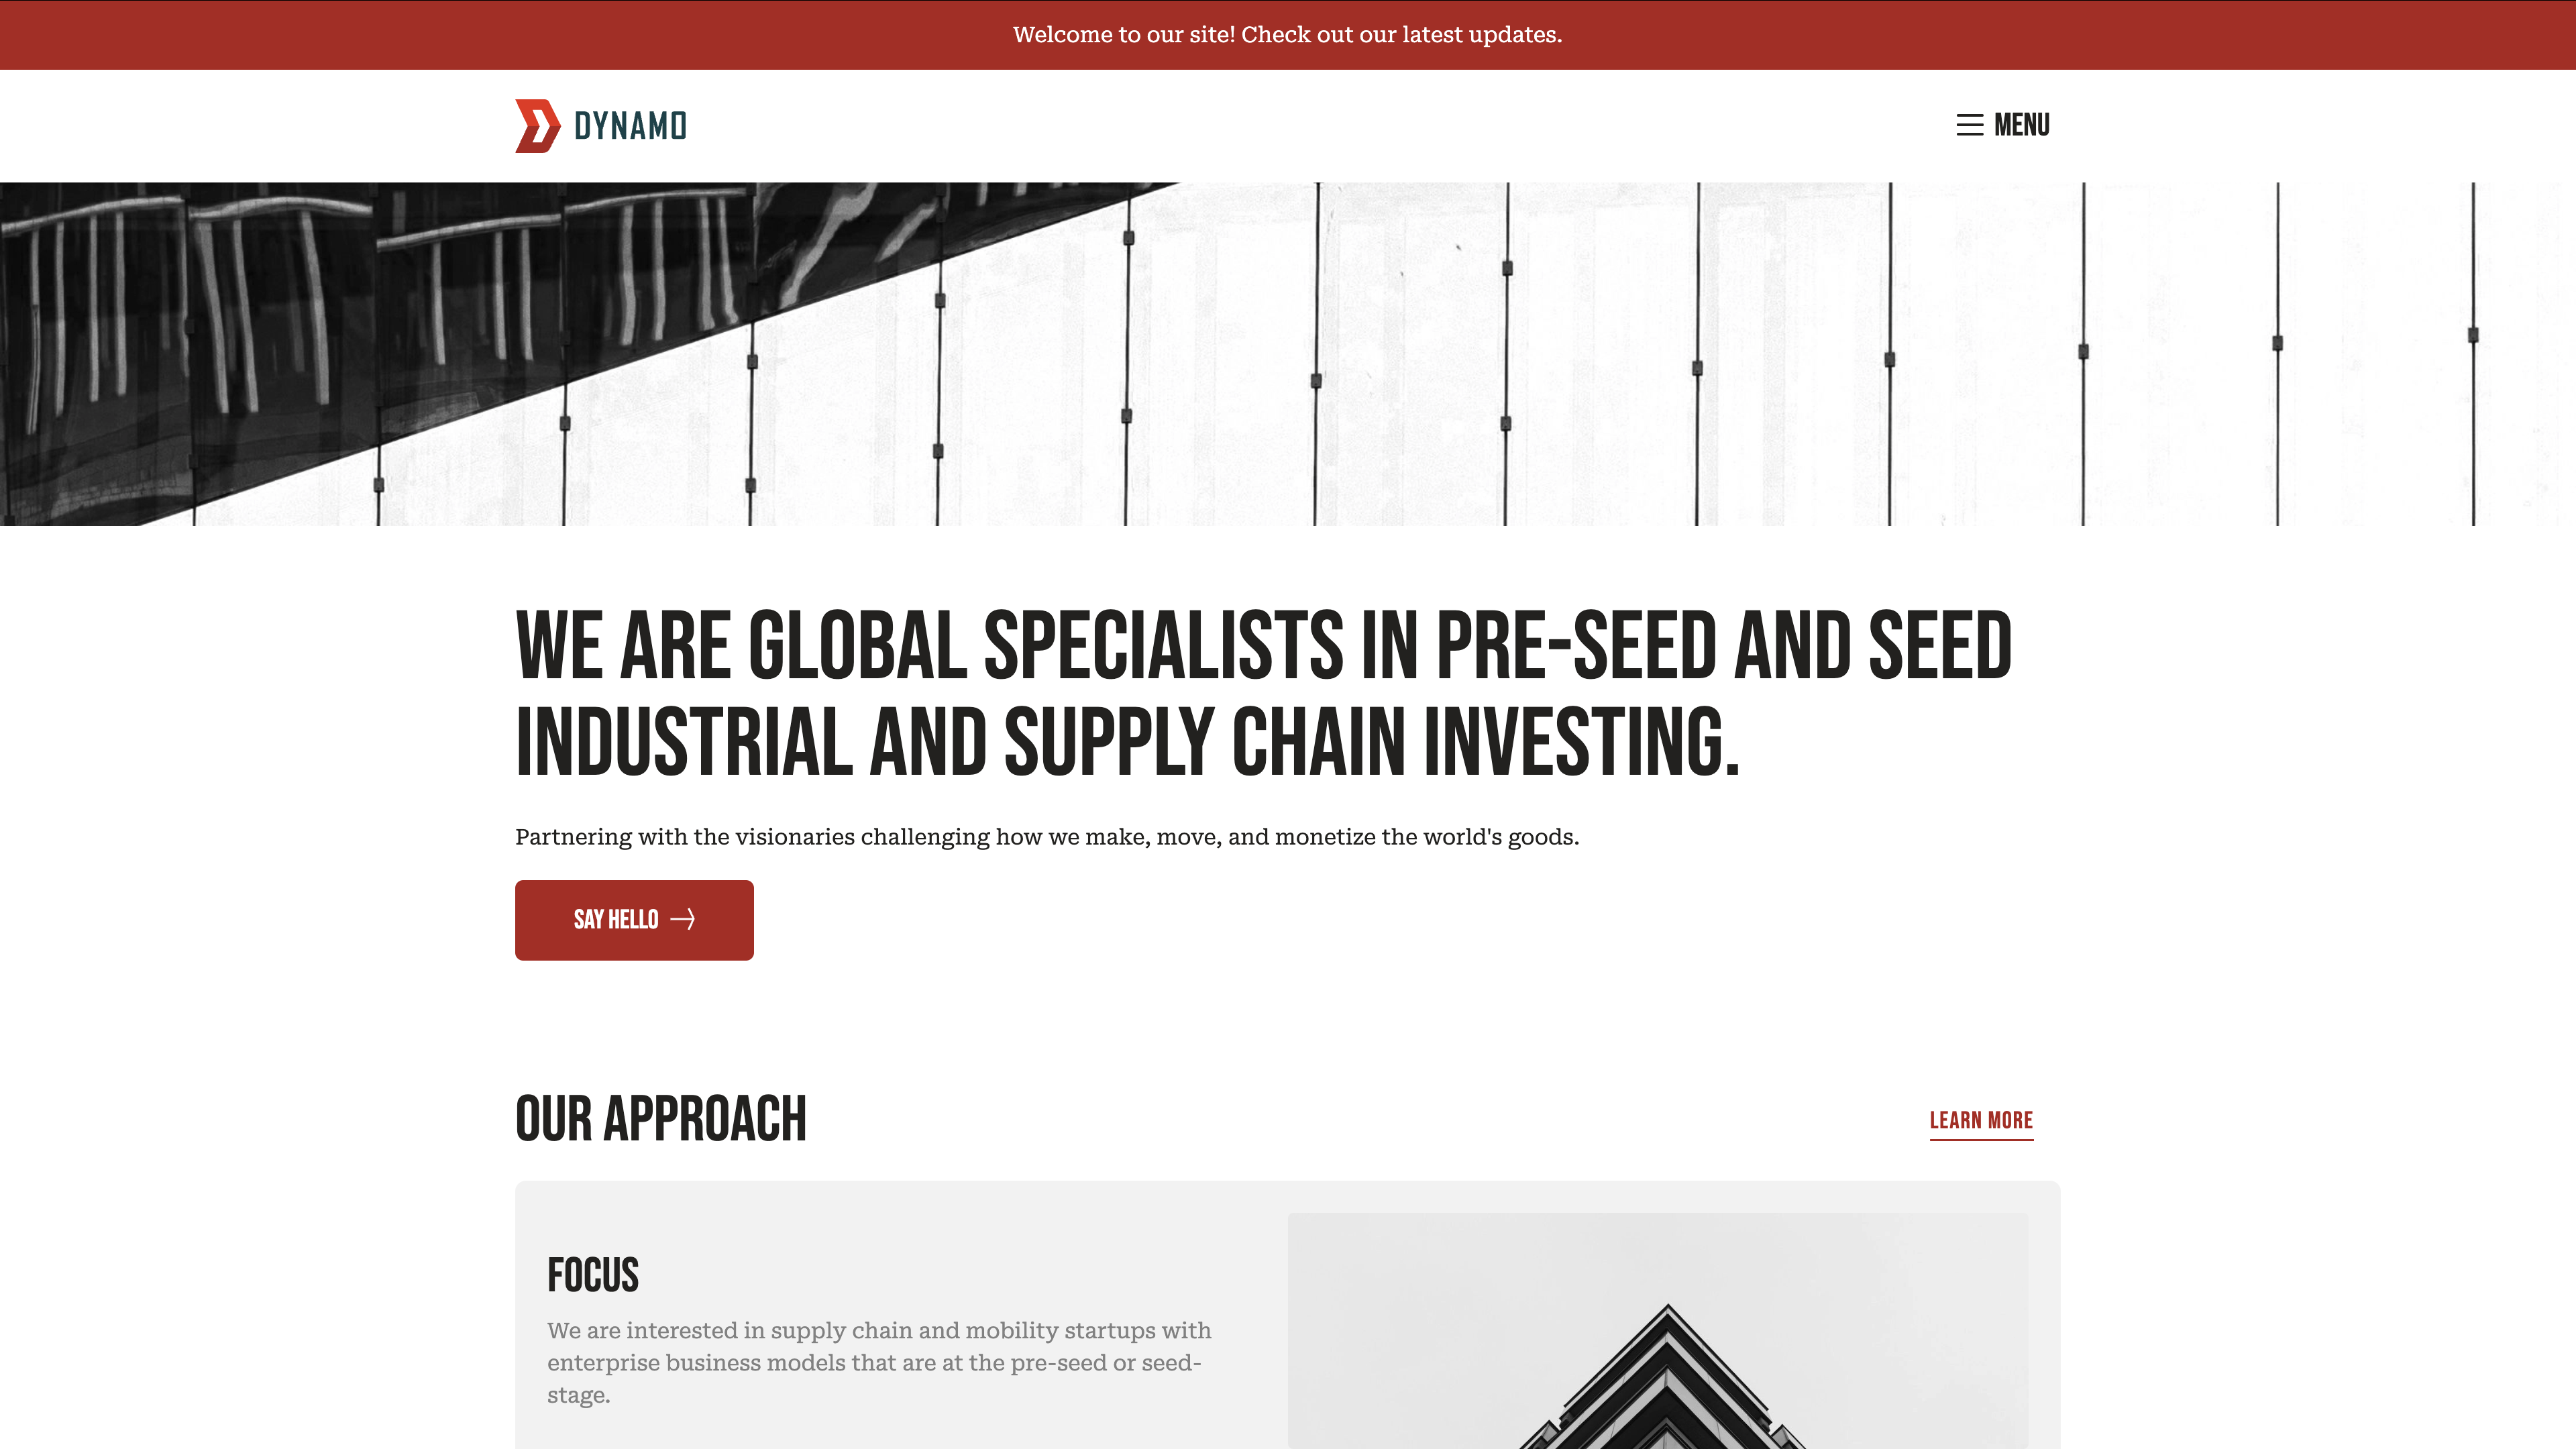 Welcome to our site! Check out our latest updates.
DYNAMO
MENU
WE ARE GLOBAL SPECIALISTS IN PRE-SEED AND SEED
INDUSTRIAL AND SUPPLY CHAIN INVESTING.
Partnering with the visionaries challenging how we make, move, and monetize the world's goods.
SAY HELLO
OUR APPROACH
LEARN MORE
FOCUS
We are interested in supply chain and mobility startups with
enterprise business models that are at the pre-seed or seed-
stage.